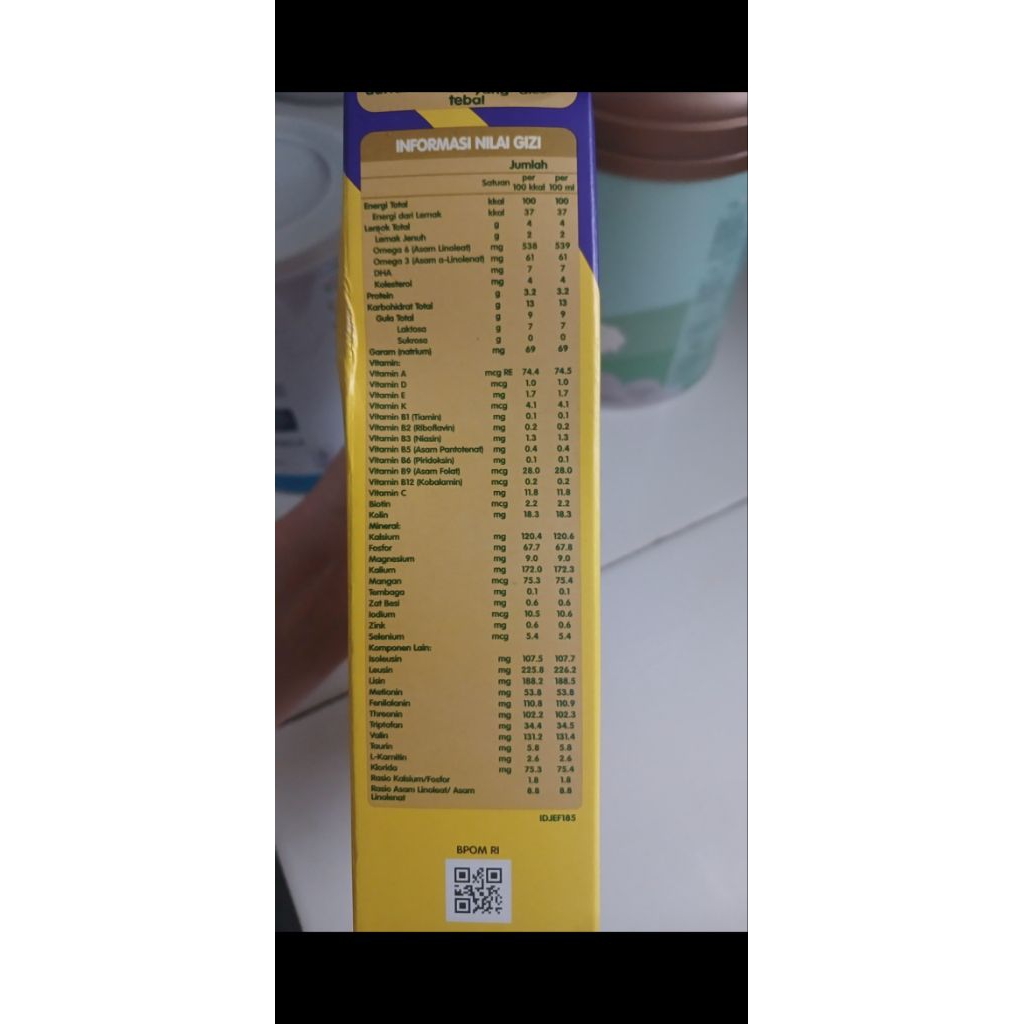 tebal
INFORMASI NILAI GIZI
Jumlah
Satuan per 100 kkal per 100 ml
Energi Total kkal 100 100
Energi dari Lemak kkal 37 37
Lemak Total g 4 4
Lemak Jenuh g 2 2
Omega 6 (Asam Linoleat) mg 538 539
Omega 3 (Asam α-Linolenat) mg 61 61
DHA mg 7 7
Kolesterol mg 4 4
Protein g 3.2 3.2
Karbohidrat Total g 13 13
Gula Total g 9 9
Laktosa g 7 7
Sukrosa g 0 0
Garam (natrium) mg 69 69
Vitamin:
Vitamin A mcg RE 74.4 74.5
Vitamin D mcg 1.0 1.0
Vitamin E mg 1.7 1.7
Vitamin K mcg 4.1 4.1
Vitamin B1 (Tiamin) mg 0.1 0.1
Vitamin B2 (Riboflavin) mg 0.2 0.2
Vitamin B3 (Niasin) mg 1.3 1.3
Vitamin B5 (Asam Pantotenat) mg 0.4 0.4
Vitamin B6 (Piridoksin) mg 0.1 0.1
Vitamin B9 (Asam Folat) mcg 28.0 28.0
Vitamin B12 (Kobalamin) mcg 0.2 0.2
Vitamin C mg 11.8 11.8
Biotin mcg 2.2 2.2
Kolin mg 18.3 18.3
Mineral:
Kalsium mg 120.4 120.6
Fosfor mg 67.7 67.8
Magnesium mg 9.0 9.0
Kalium mg 172.0 172.3
Mangan mcg 75.3 75.4
Tembaga mg 0.1 0.1
Zat Besi mg 0.6 0.6
Iodium mcg 10.5 10.6
Zink mg 0.6 0.6
Selenium mcg 5.4 5.4
Komponen Lain:
Isoleusin mg 107.5 107.7
Leusin mg 225.8 226.2
Lisin mg 188.2 188.5
Metionin mg 53.8 53.8
Fenilalanin mg 110.8 110.9
Threonin mg 102.2 102.3
Triptofan mg 34.4 34.5
Valin mg 131.2 131.4
Taurin mg 5.8 5.8
L-Karnitin mg 2.6 2.6
Klorida mg 75.3 75.4
Rasio Kalsium/Fosfor 1.8 1.8
Rasio Asam Linoleat/ Asam 8.8 8.8
Linolenat
IDJEF185
BPOM RI